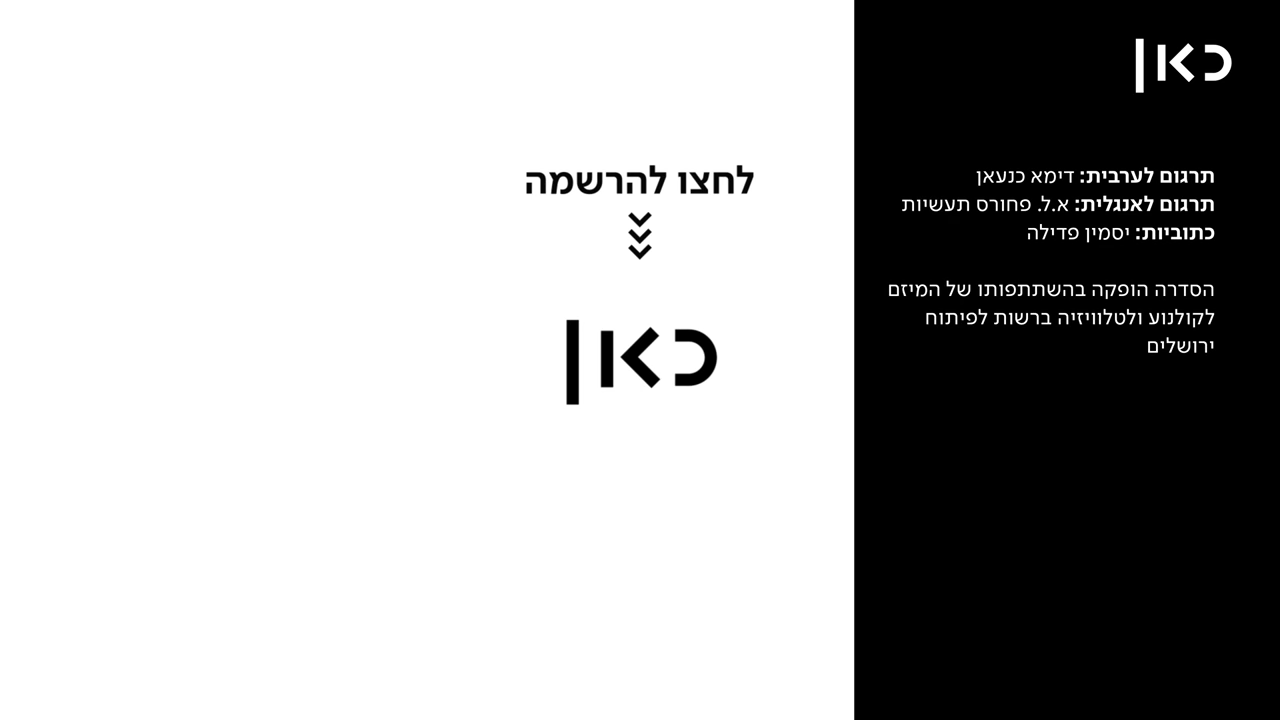 כאן
תרגום לערבית: דימא כנעאן
תרגום לאנגלית: א.ל. פחורס תעשיות
כתוביות: יסמין פדילה
הסדרה הופקה בהשתתפותו של המיזם
לקולנוע ולטלוויזיה ברשות לפיתוח
ירושלים
לחצו להרשמה
כאן